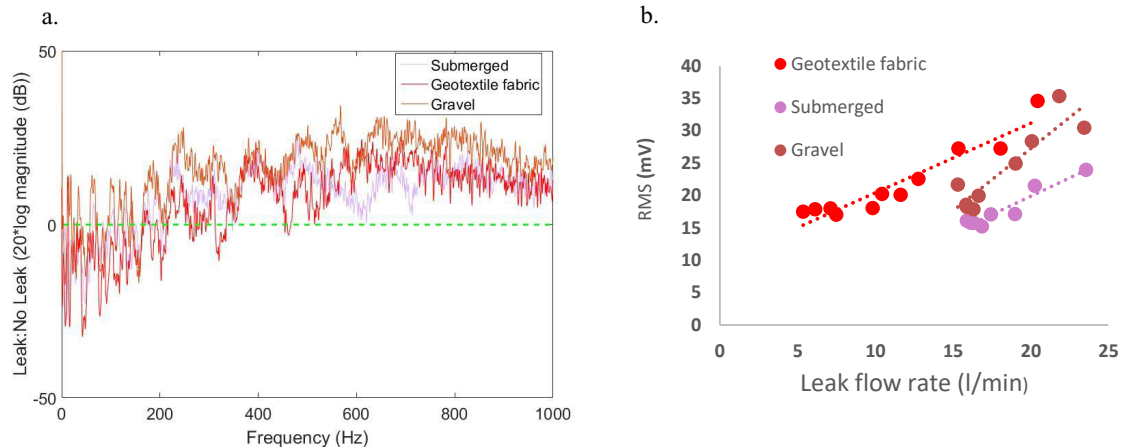 a.
50
0
-50
Leak:No Leak (20*log magnitude (dB))
Submerged
Geotextile fabric
Gravel
0
200
400
600
800
1000
Frequency (Hz)
b.
40
35
30
25
20
15
10
5
0
RMS (mV)
Geotextile fabric
Submerged
Gravel
0
5
10
15
20
25
Leak flow rate (l/min)